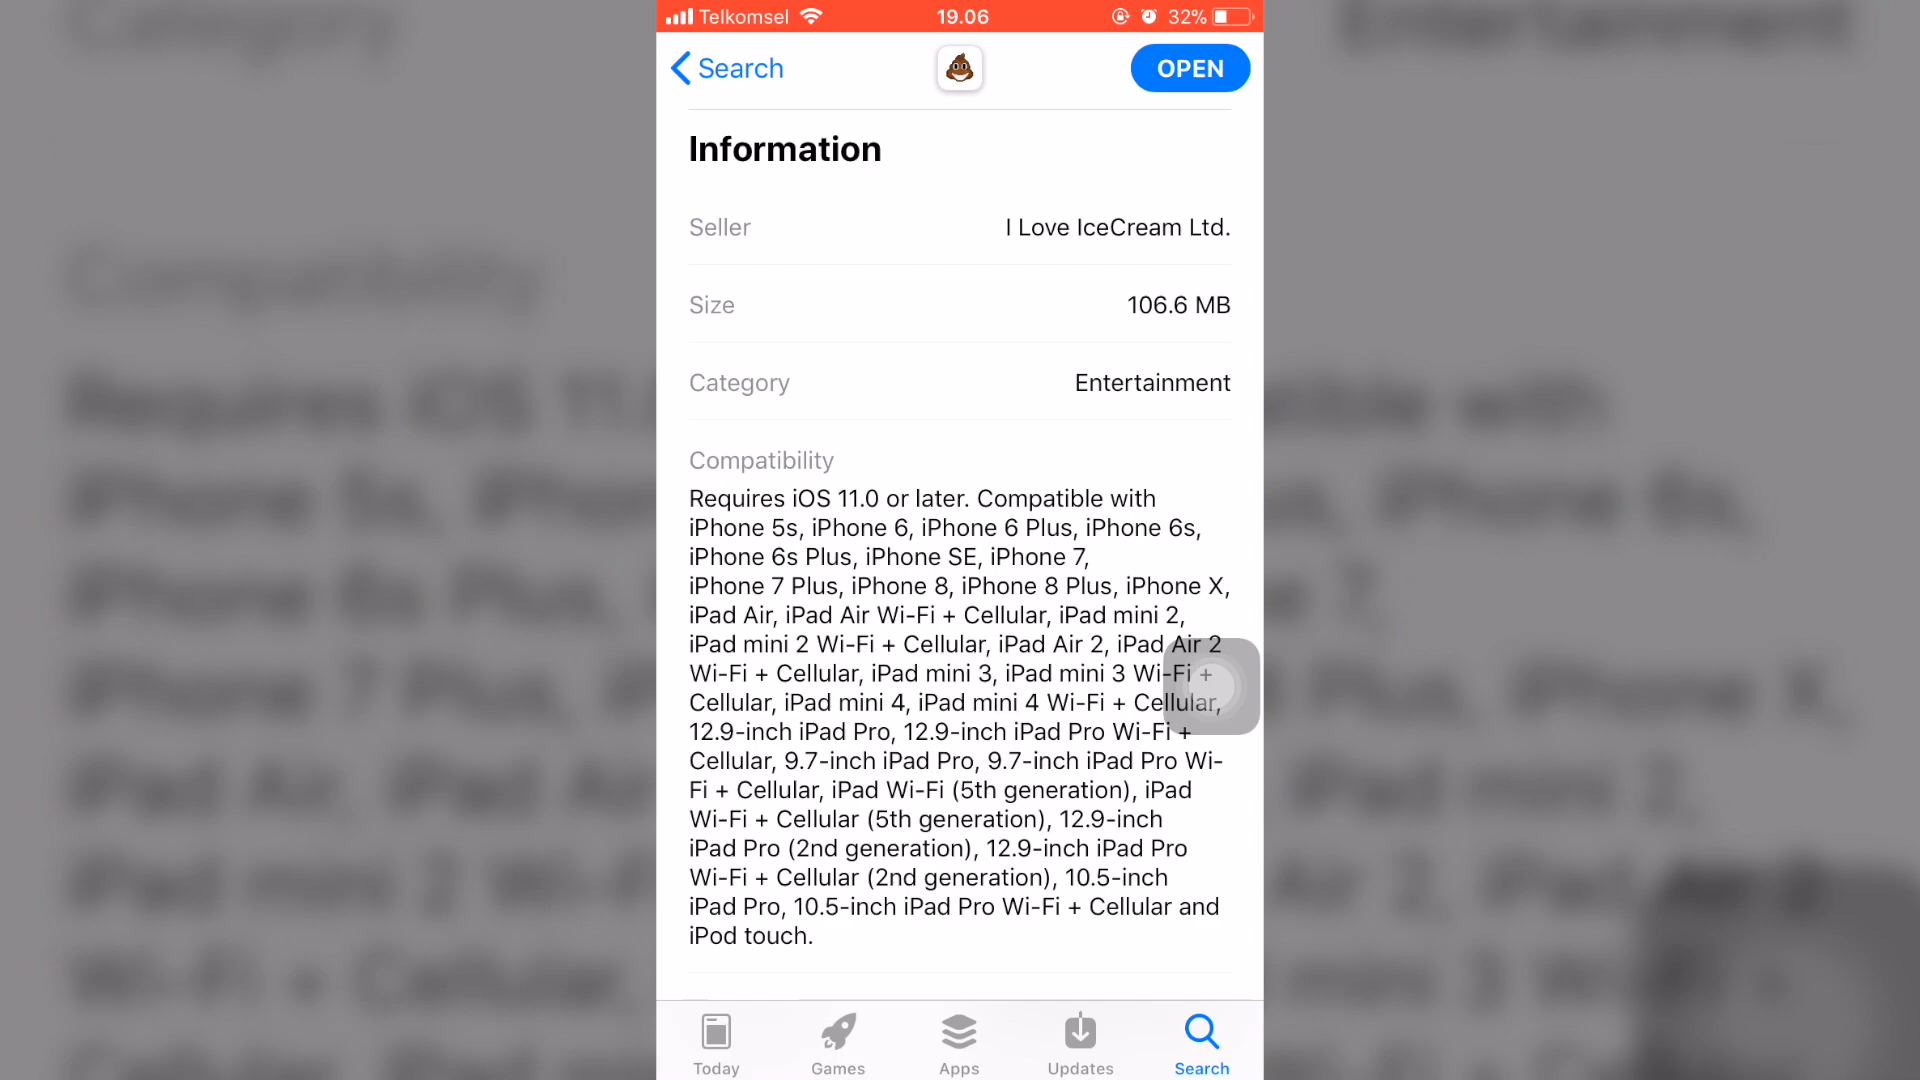 Telkomsel 19.06 32%
Search OPEN
Information
Seller I Love IceCream Ltd.
Size 106.6 MB
Category Entertainment
Compatibility
Requires iOS 11.0 or later. Compatible with
iPhone 5s, iPhone 6, iPhone 6 Plus, iPhone 6s,
iPhone 6s Plus, iPhone SE, iPhone 7,
iPhone 7 Plus, iPhone 8, iPhone 8 Plus, iPhone X,
iPad Air, iPad Air Wi-Fi + Cellular, iPad mini 2,
iPad mini 2 Wi-Fi + Cellular, iPad Air 2, iPad Air 2
Wi-Fi + Cellular, iPad mini 3, iPad mini 3 Wi-Fi +
Cellular, iPad mini 4, iPad mini 4 Wi-Fi + Cellular,
12.9-inch iPad Pro, 12.9-inch iPad Pro Wi-Fi +
Cellular, 9.7-inch iPad Pro, 9.7-inch iPad Pro Wi-
Fi + Cellular, iPad Wi-Fi (5th generation), iPad
Wi-Fi + Cellular (5th generation), 12.9-inch
iPad Pro (2nd generation), 12.9-inch iPad Pro
Wi-Fi + Cellular (2nd generation), 10.5-inch
iPad Pro, 10.5-inch iPad Pro Wi-Fi + Cellular and
iPod touch.
Today Games Apps Updates Search